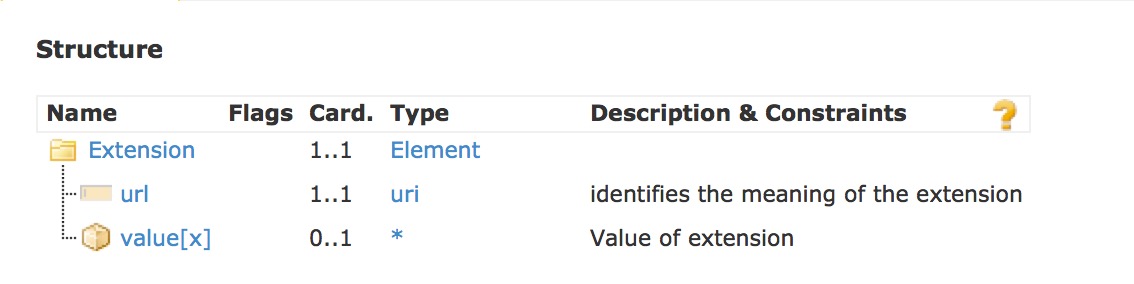 Structure
Name Flags Card. Type Description & Constraints ?
Extension 1..1 Element
url 1..1 uri identifies the meaning of the extension
value[x] 0..1 * Value of extension